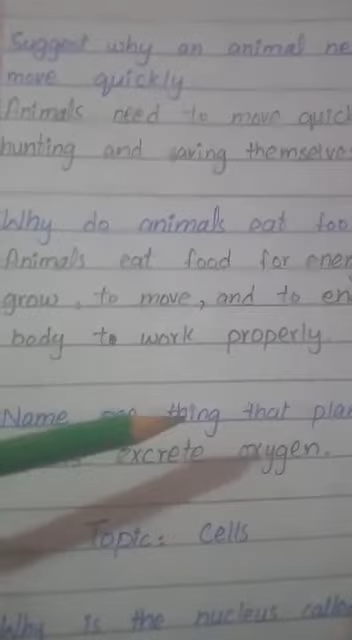 Suggest why an animal ne
move quickly
Animals need to move quick
hunting and saving themselve
Why do animals eat foo
Animals eat food for ener
grow, to move, and to en
body to work properly
Name one thing that plan
excrete oxygen.
Topic: Cells
Why is the nucleus calle